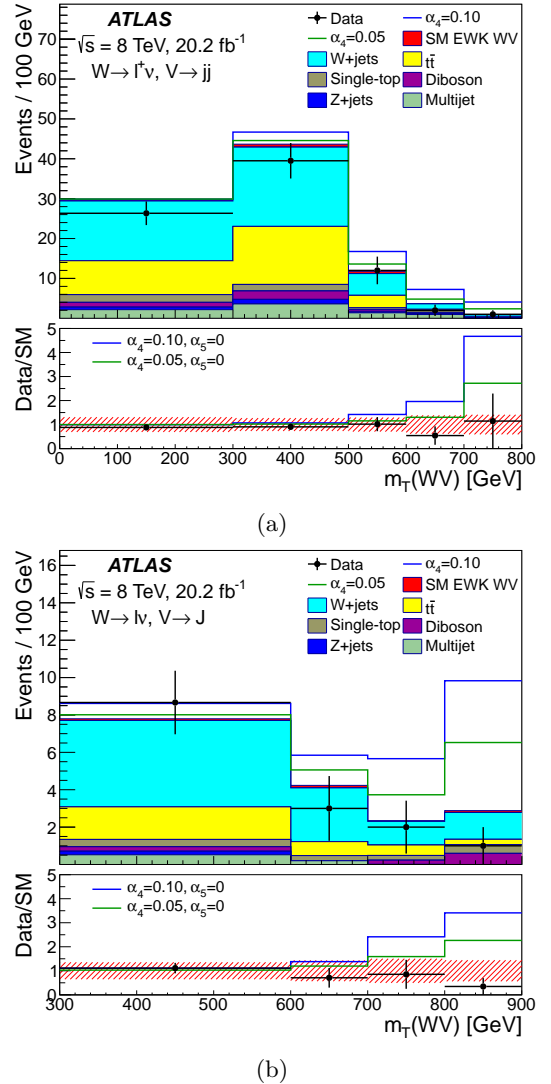 ATLAS
√s = 8 TeV, 20.2 fb⁻¹
W→ l⁺ν, V→ jj
Data
α₄=0.10
α₄=0.05
SM EWK WV
W+jets
tt̄
Single-top
Diboson
Z+jets
Multijet
Events / 100 GeV
70
60
50
40
30
20
10
α₄=0.10, α₅=0
α₄=0.05, α₅=0
Data/SM
5
4
3
2
1
0
0 100 200 300 400 500 600 700 800
m_T(WV) [GeV]
(a)
ATLAS
√s = 8 TeV, 20.2 fb⁻¹
W→ lν, V→ J
Data
α₄=0.10
α₄=0.05
SM EWK WV
W+jets
tt̄
Single-top
Diboson
Z+jets
Multijet
Events / 100 GeV
16
14
12
10
8
6
4
2
α₄=0.10, α₅=0
α₄=0.05, α₅=0
Data/SM
5
4
3
2
1
0
300 400 500 600 700 800 900
m_T(WV) [GeV]
(b)